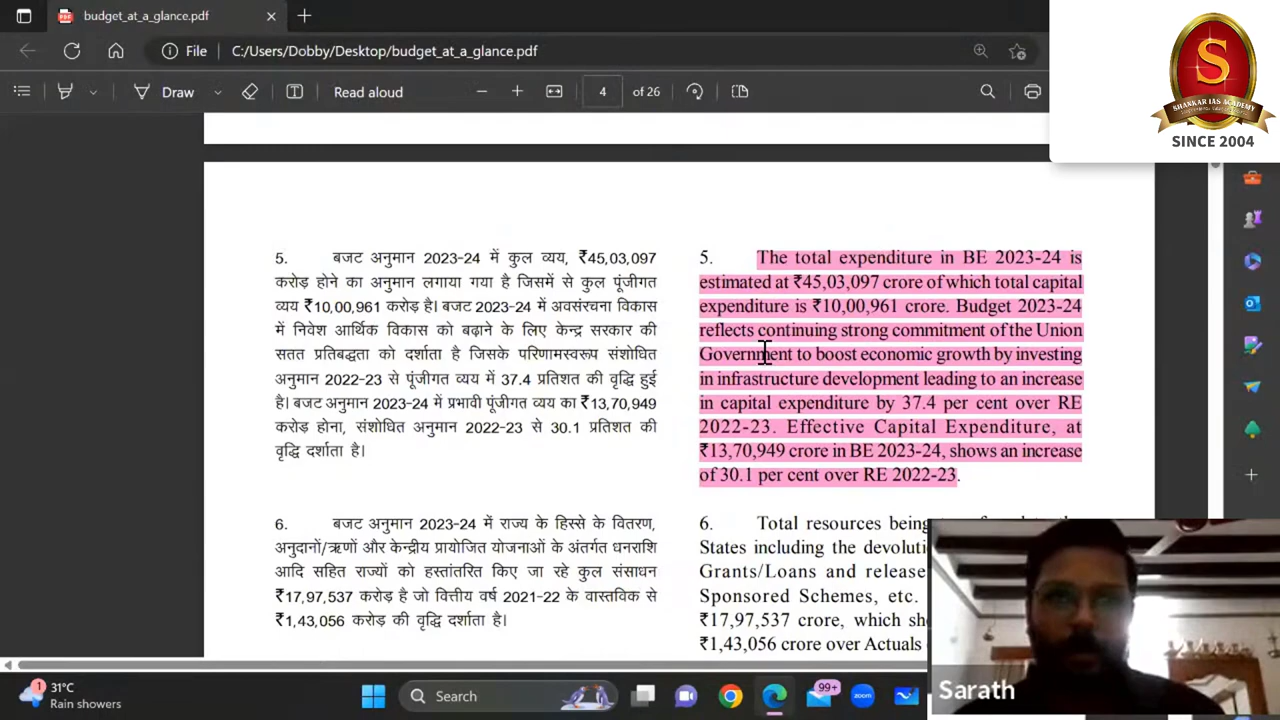 budget_at_a_glance.pdf
File
C:/Users/Dobby/Desktop/budget_at_a_glance.pdf
Draw
Read aloud
4
of 26
S
SHANKAR IAS ACADEMY
SINCE 2004
5. बजट अनुमान 2023-24 में कुल व्यय, ₹45,03,097
करोड़ होने का अनुमान लगाया गया है जिसमें से कुल पूंजीगत
व्यय ₹10,00,961 करोड़ है। बजट 2023-24 में अवसंरचना विकास
में निवेश आर्थिक विकास को बढ़ाने के लिए केन्द्र सरकार की
सतत प्रतिबद्धता को दर्शाता है जिसके परिणामस्वरूप संशोधित
अनुमान 2022-23 से पूंजीगत व्यय में 37.4 प्रतिशत की वृद्धि हुई
है। बजट अनुमान 2023-24 में प्रभावी पूंजीगत व्यय का ₹13,70,949
करोड़ होना, संशोधित अनुमान 2022-23 से 30.1 प्रतिशत की
वृद्धि दर्शाता है।
6. बजट अनुमान 2023-24 में राज्य के हिस्से के वितरण,
अनुदानों/ऋणों और केन्द्रीय प्रायोजित योजनाओं के अंतर्गत धनराशि
आदि सहित राज्यों को हस्तांतरित किए जा रहे कुल संसाधन
₹17,97,537 करोड़ है जो वित्तीय वर्ष 2021-22 के वास्तविक से
₹1,43,056 करोड़ की वृद्धि दर्शाता है।
5. The total expenditure in BE 2023-24 is
estimated at ₹45,03,097 crore of which total capital
expenditure is ₹10,00,961 crore. Budget 2023-24
reflects continuing strong commitment of the Union
Government to boost economic growth by investing
in infrastructure development leading to an increase
in capital expenditure by 37.4 per cent over RE
2022-23. Effective Capital Expenditure, at
₹13,70,949 crore in BE 2023-24, shows an increase
of 30.1 per cent over RE 2022-23.
6. Total resources being
States including the
Grants/Loans and
Sponsored Schemes, etc.
₹17,97,537 crore, which
₹1,43,056 crore over Actuals
Sarath
1
31°C
Rain showers
Search
99+
zoom